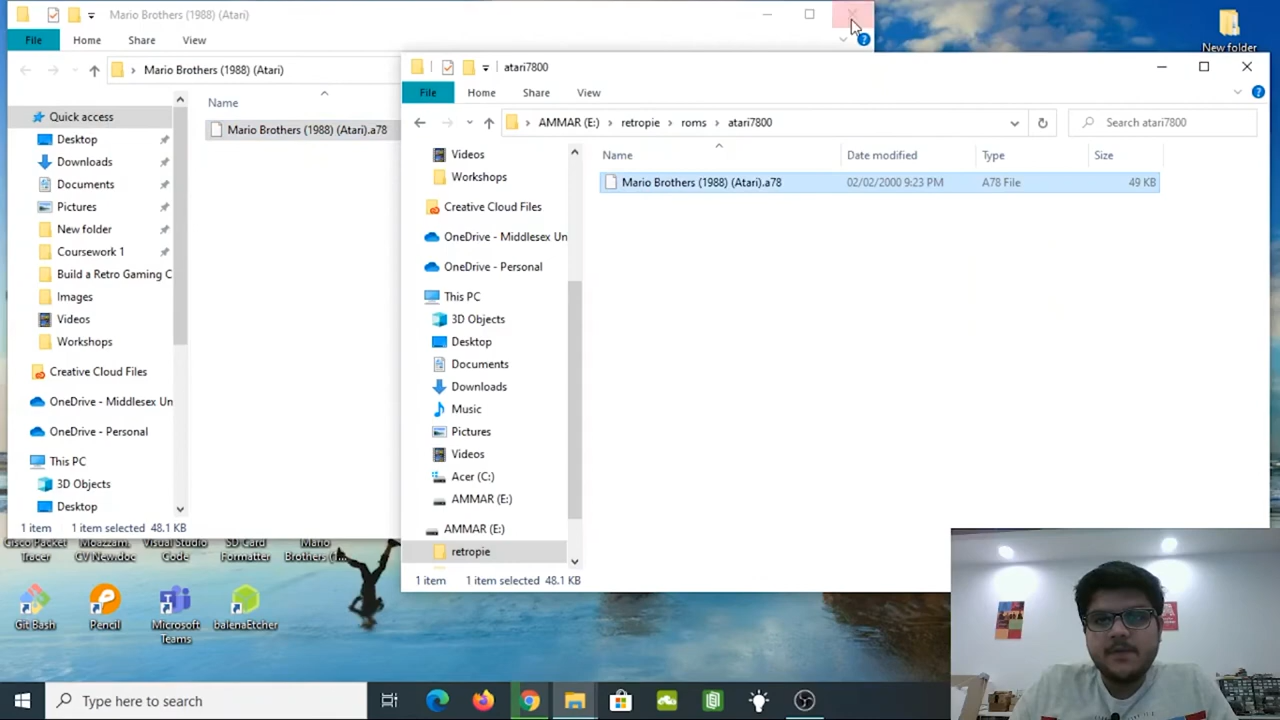 Mario Brothers (1988) (Atari)
File Home Share View
Mario Brothers (1988) (Atari)
Name
Mario Brothers (1988) (Atari).a78
Quick access
Desktop
Downloads
Documents
Pictures
New folder
Coursework 1
Build a Retro Gaming C
Images
Videos
Workshops
Creative Cloud Files
OneDrive - Middlesex Un
OneDrive - Personal
This PC
3D Objects
Desktop
1 item 1 item selected 48.1 KB
atari7800
File Home Share View
AMMAR (E:) retropie roms atari7800
Search atari7800
Name Date modified Type Size
Mario Brothers (1988) (Atari).a78 02/02/2000 9:23 PM A78 File 49 KB
Videos
Workshops
Creative Cloud Files
OneDrive - Middlesex Un
OneDrive - Personal
This PC
3D Objects
Desktop
Documents
Downloads
Music
Pictures
Videos
Acer (C:)
AMMAR (E:)
AMMAR (E:)
retropie
1 item 1 item selected 48.1 KB
New folder
Cisco Packet
Tracer
Moazzam.
CV New.doc
Visual Studio
Code
SD Card
Formatter
Mario
Brothers (1...
Git Bash
Pencil
Microsoft
Teams
balenaEtcher
Type here to search